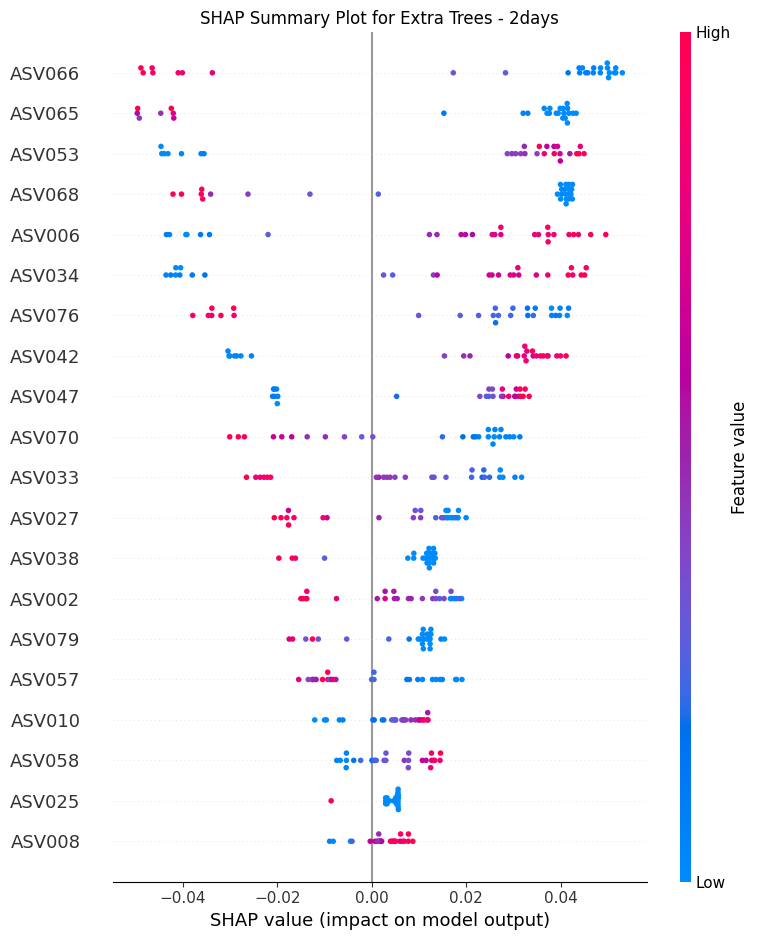 SHAP Summary Plot for Extra Trees - 2days
High
ASV066
ASV065
ASV053
ASV068
ASV006
ASV034
ASV076
ASV042
ASV047
ASV070
ASV033
ASV027
ASV038
ASV002
ASV079
ASV057
ASV010
ASV058
ASV025
ASV008
Feature value
Low
−0.04
−0.02
0.00
0.02
0.04
SHAP value (impact on model output)